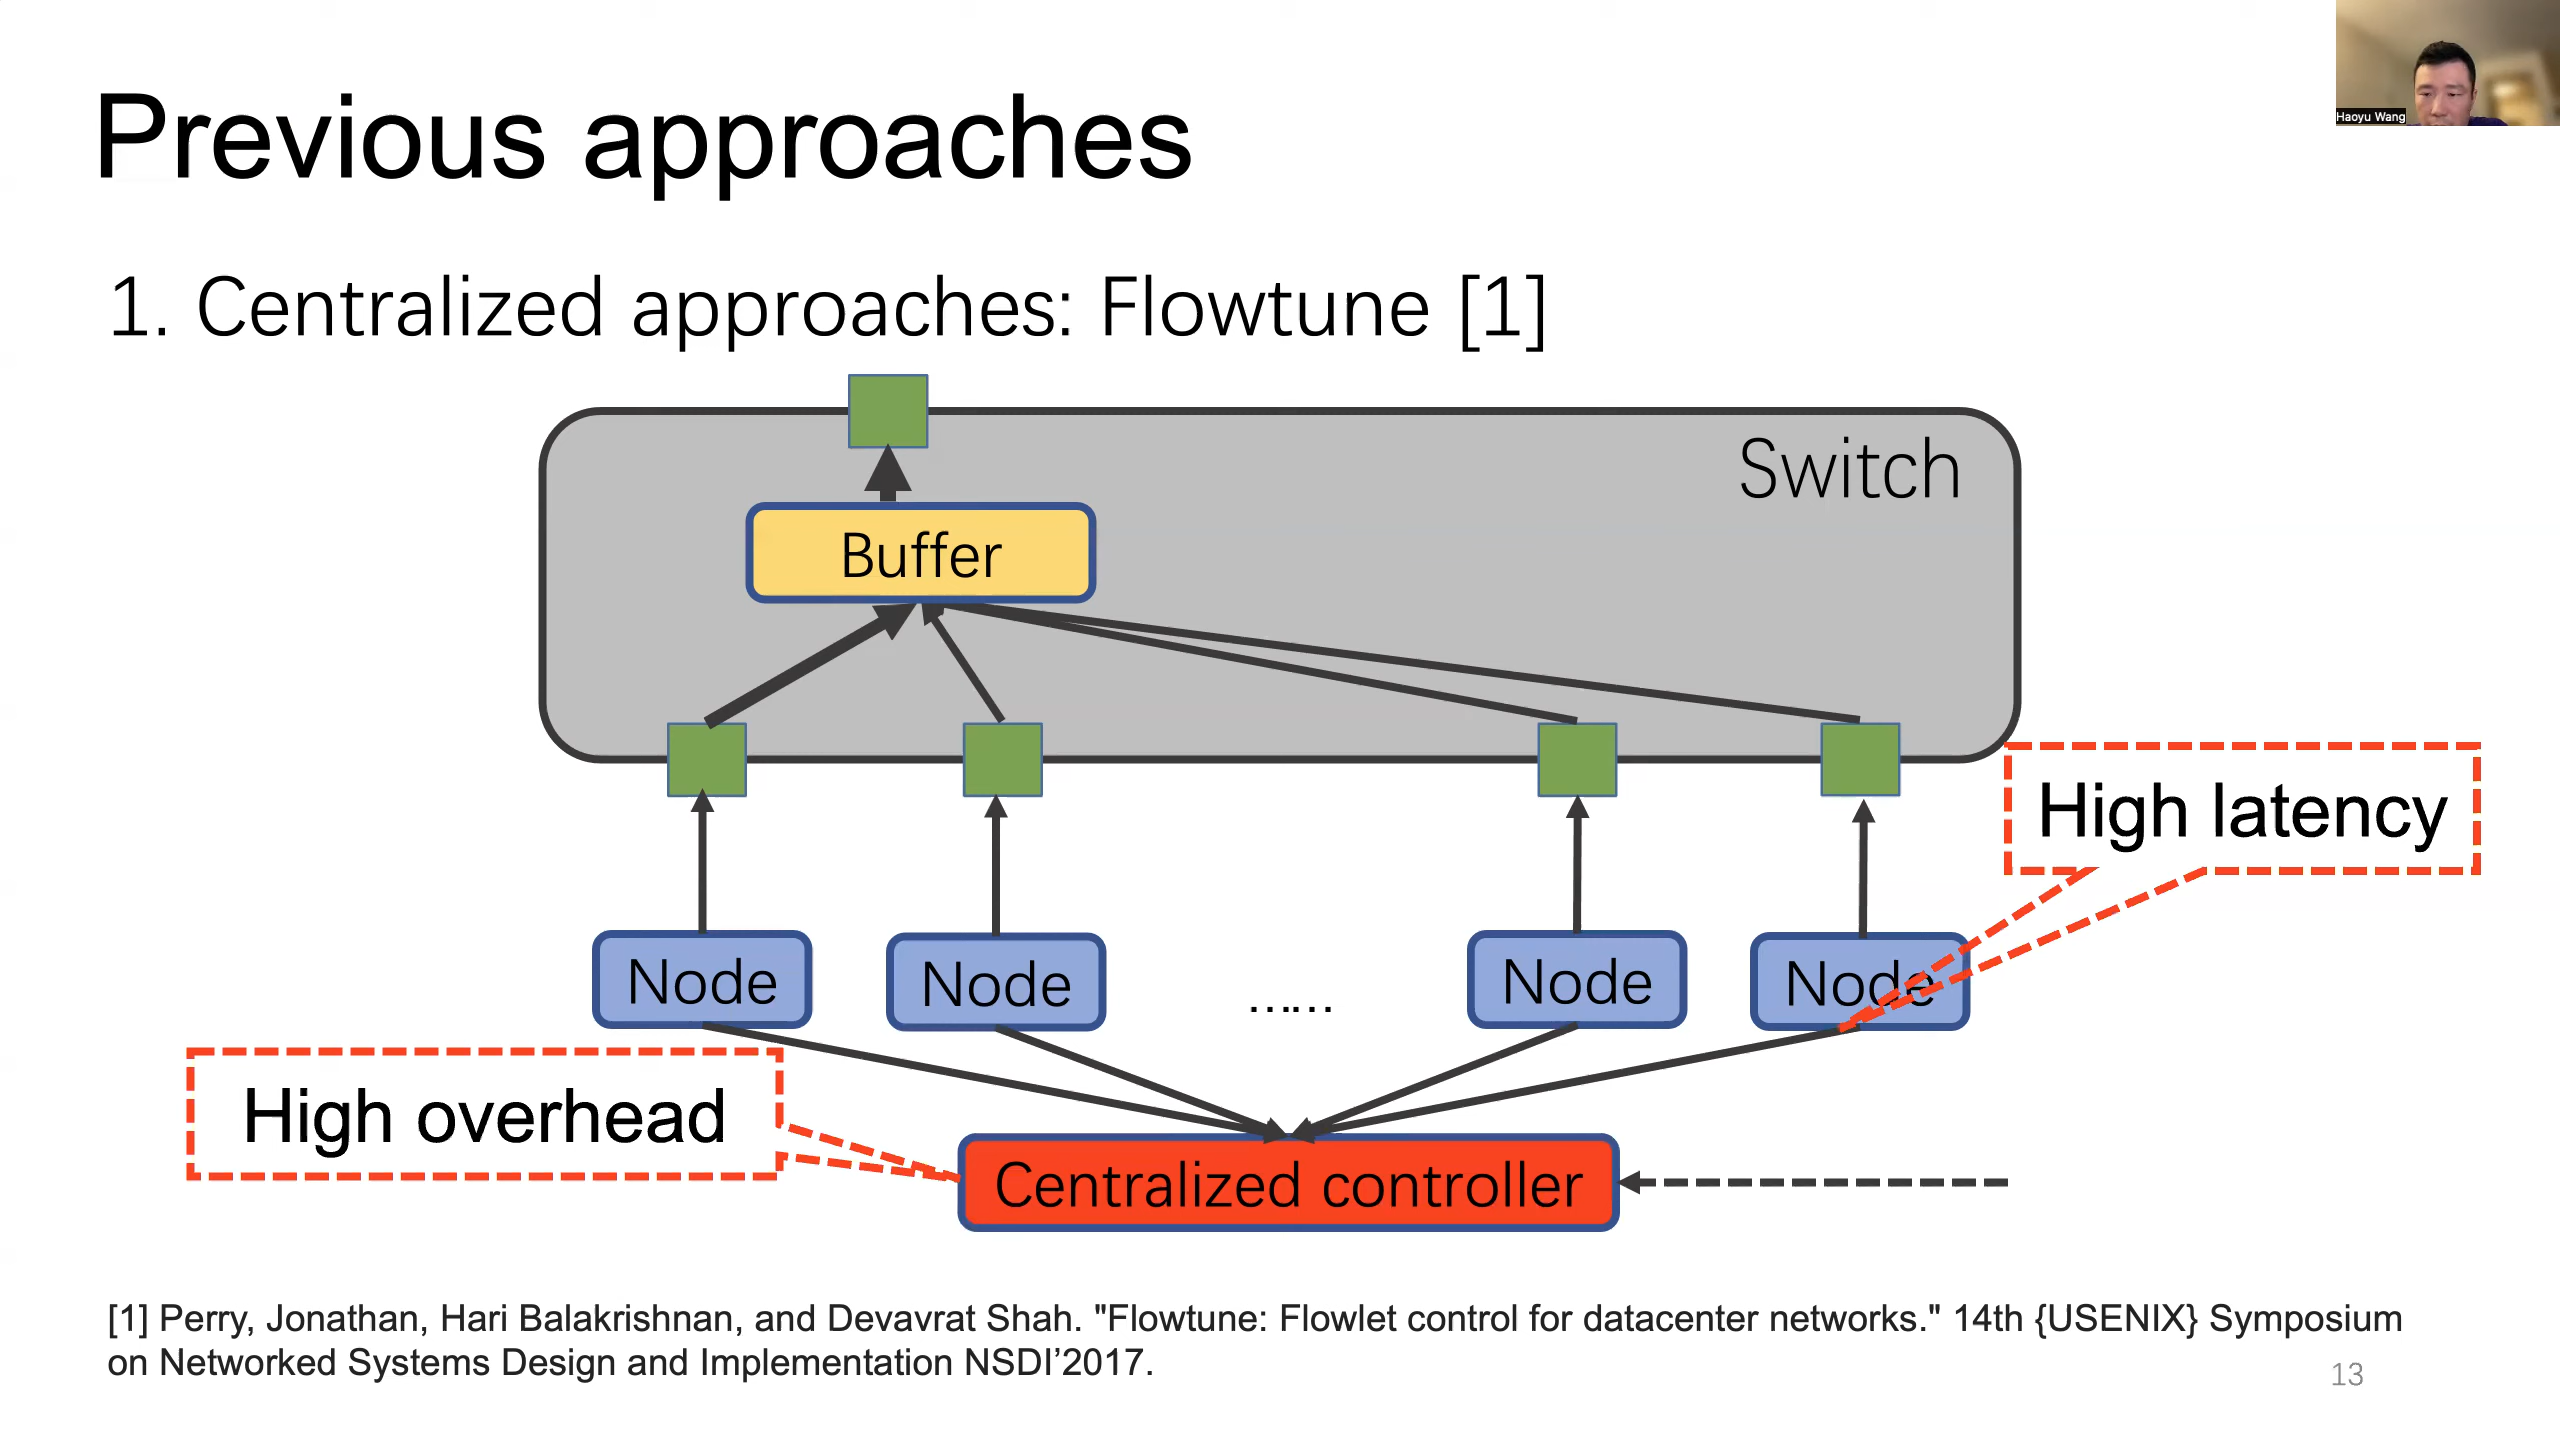 Haoyu Wang
Previous approaches
1. Centralized approaches: Flowtune [1]
Switch
Buffer
High latency
Node
Node
......
Node
Node
High overhead
Centralized controller
[1] Perry, Jonathan, Hari Balakrishnan, and Devavrat Shah. "Flowtune: Flowlet control for datacenter networks." 14th {USENIX} Symposium
on Networked Systems Design and Implementation NSDI’2017.
13